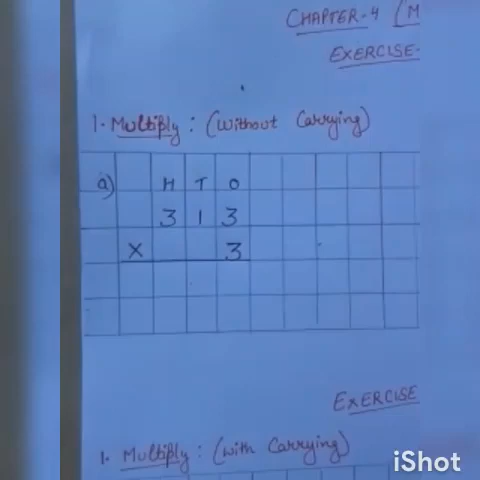 CHAPTER-4 [M
EXERCISE-
1. Multiply : (Without Carrying)
a) H T O
3 1 3
X 3
EXERCISE
1. Multiply : (with Carrying)
iShot